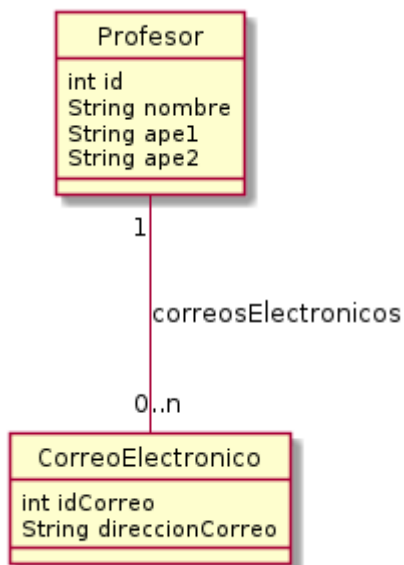 Profesor
int id
String nombre
String ape1
String ape2
1
correosElectronicos
0..n
CorreoElectronico
int idCorreo
String direccionCorreo